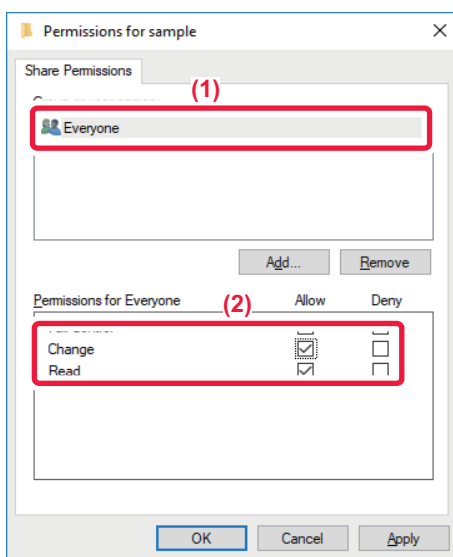 Permissions for sample
Share Permissions
(1)
Everyone
Add... Remove
Permissions for Everyone (2) Allow Deny
Change
Read
OK Cancel Apply